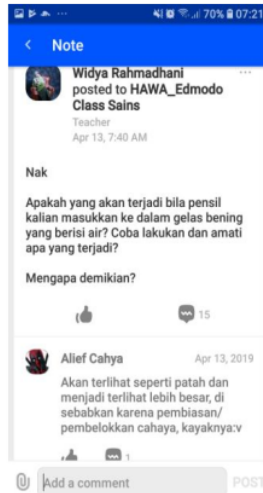 70% 07:21
Note
Widya Rahmadhani
posted to HAWA_Edmodo
Class Sains
Teacher
Apr 13, 7:40 AM
Nak
Apakah yang akan terjadi bila pensil
kalian masukkan ke dalam gelas bening
yang berisi air? Coba lakukan dan amati
apa yang terjadi?
Mengapa demikian?
15
Alief Cahya Apr 13, 2019
Akan terlihat seperti patah dan
menjadi terlihat lebih besar, di
sebabkan karena pembiasan/
pembelokkan cahaya, kayaknya:v
1
Add a comment POST